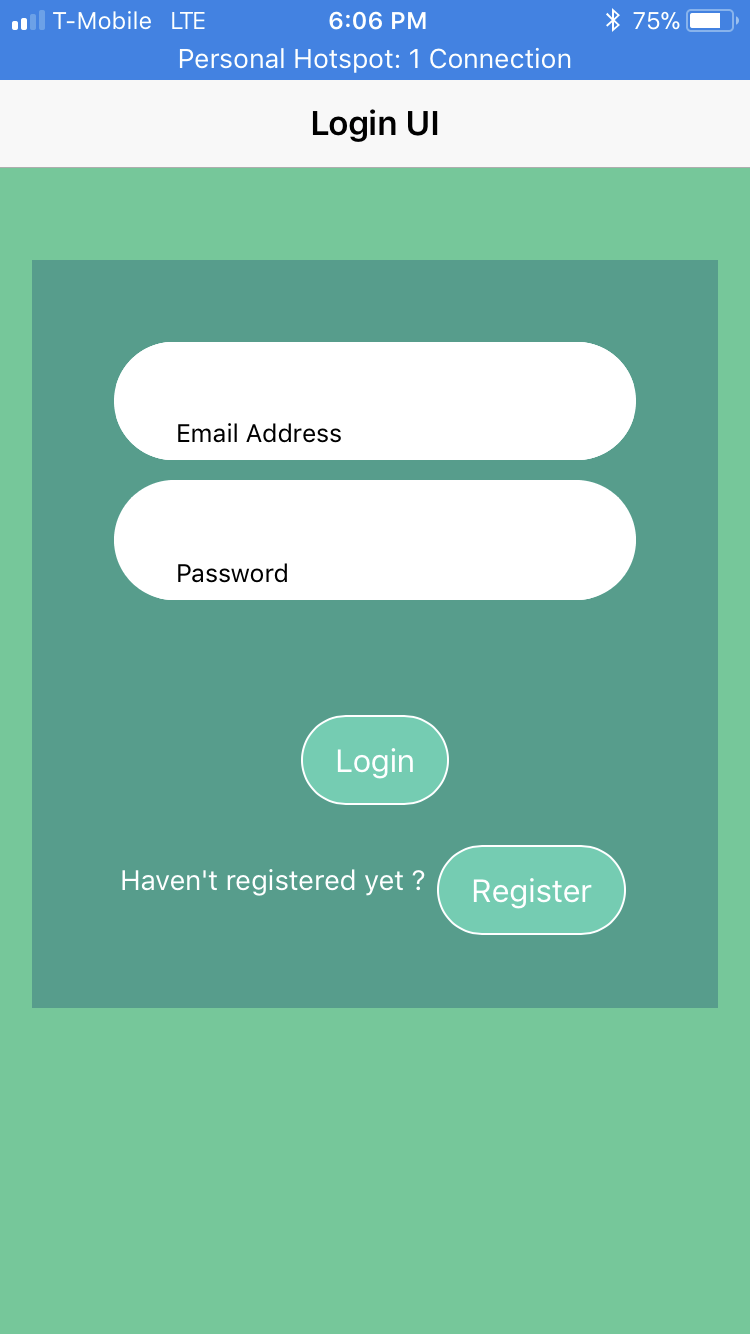 T-Mobile LTE 6:06 PM 75%
Personal Hotspot: 1 Connection
Login UI
Email Address
Password
Login
Haven't registered yet ? Register